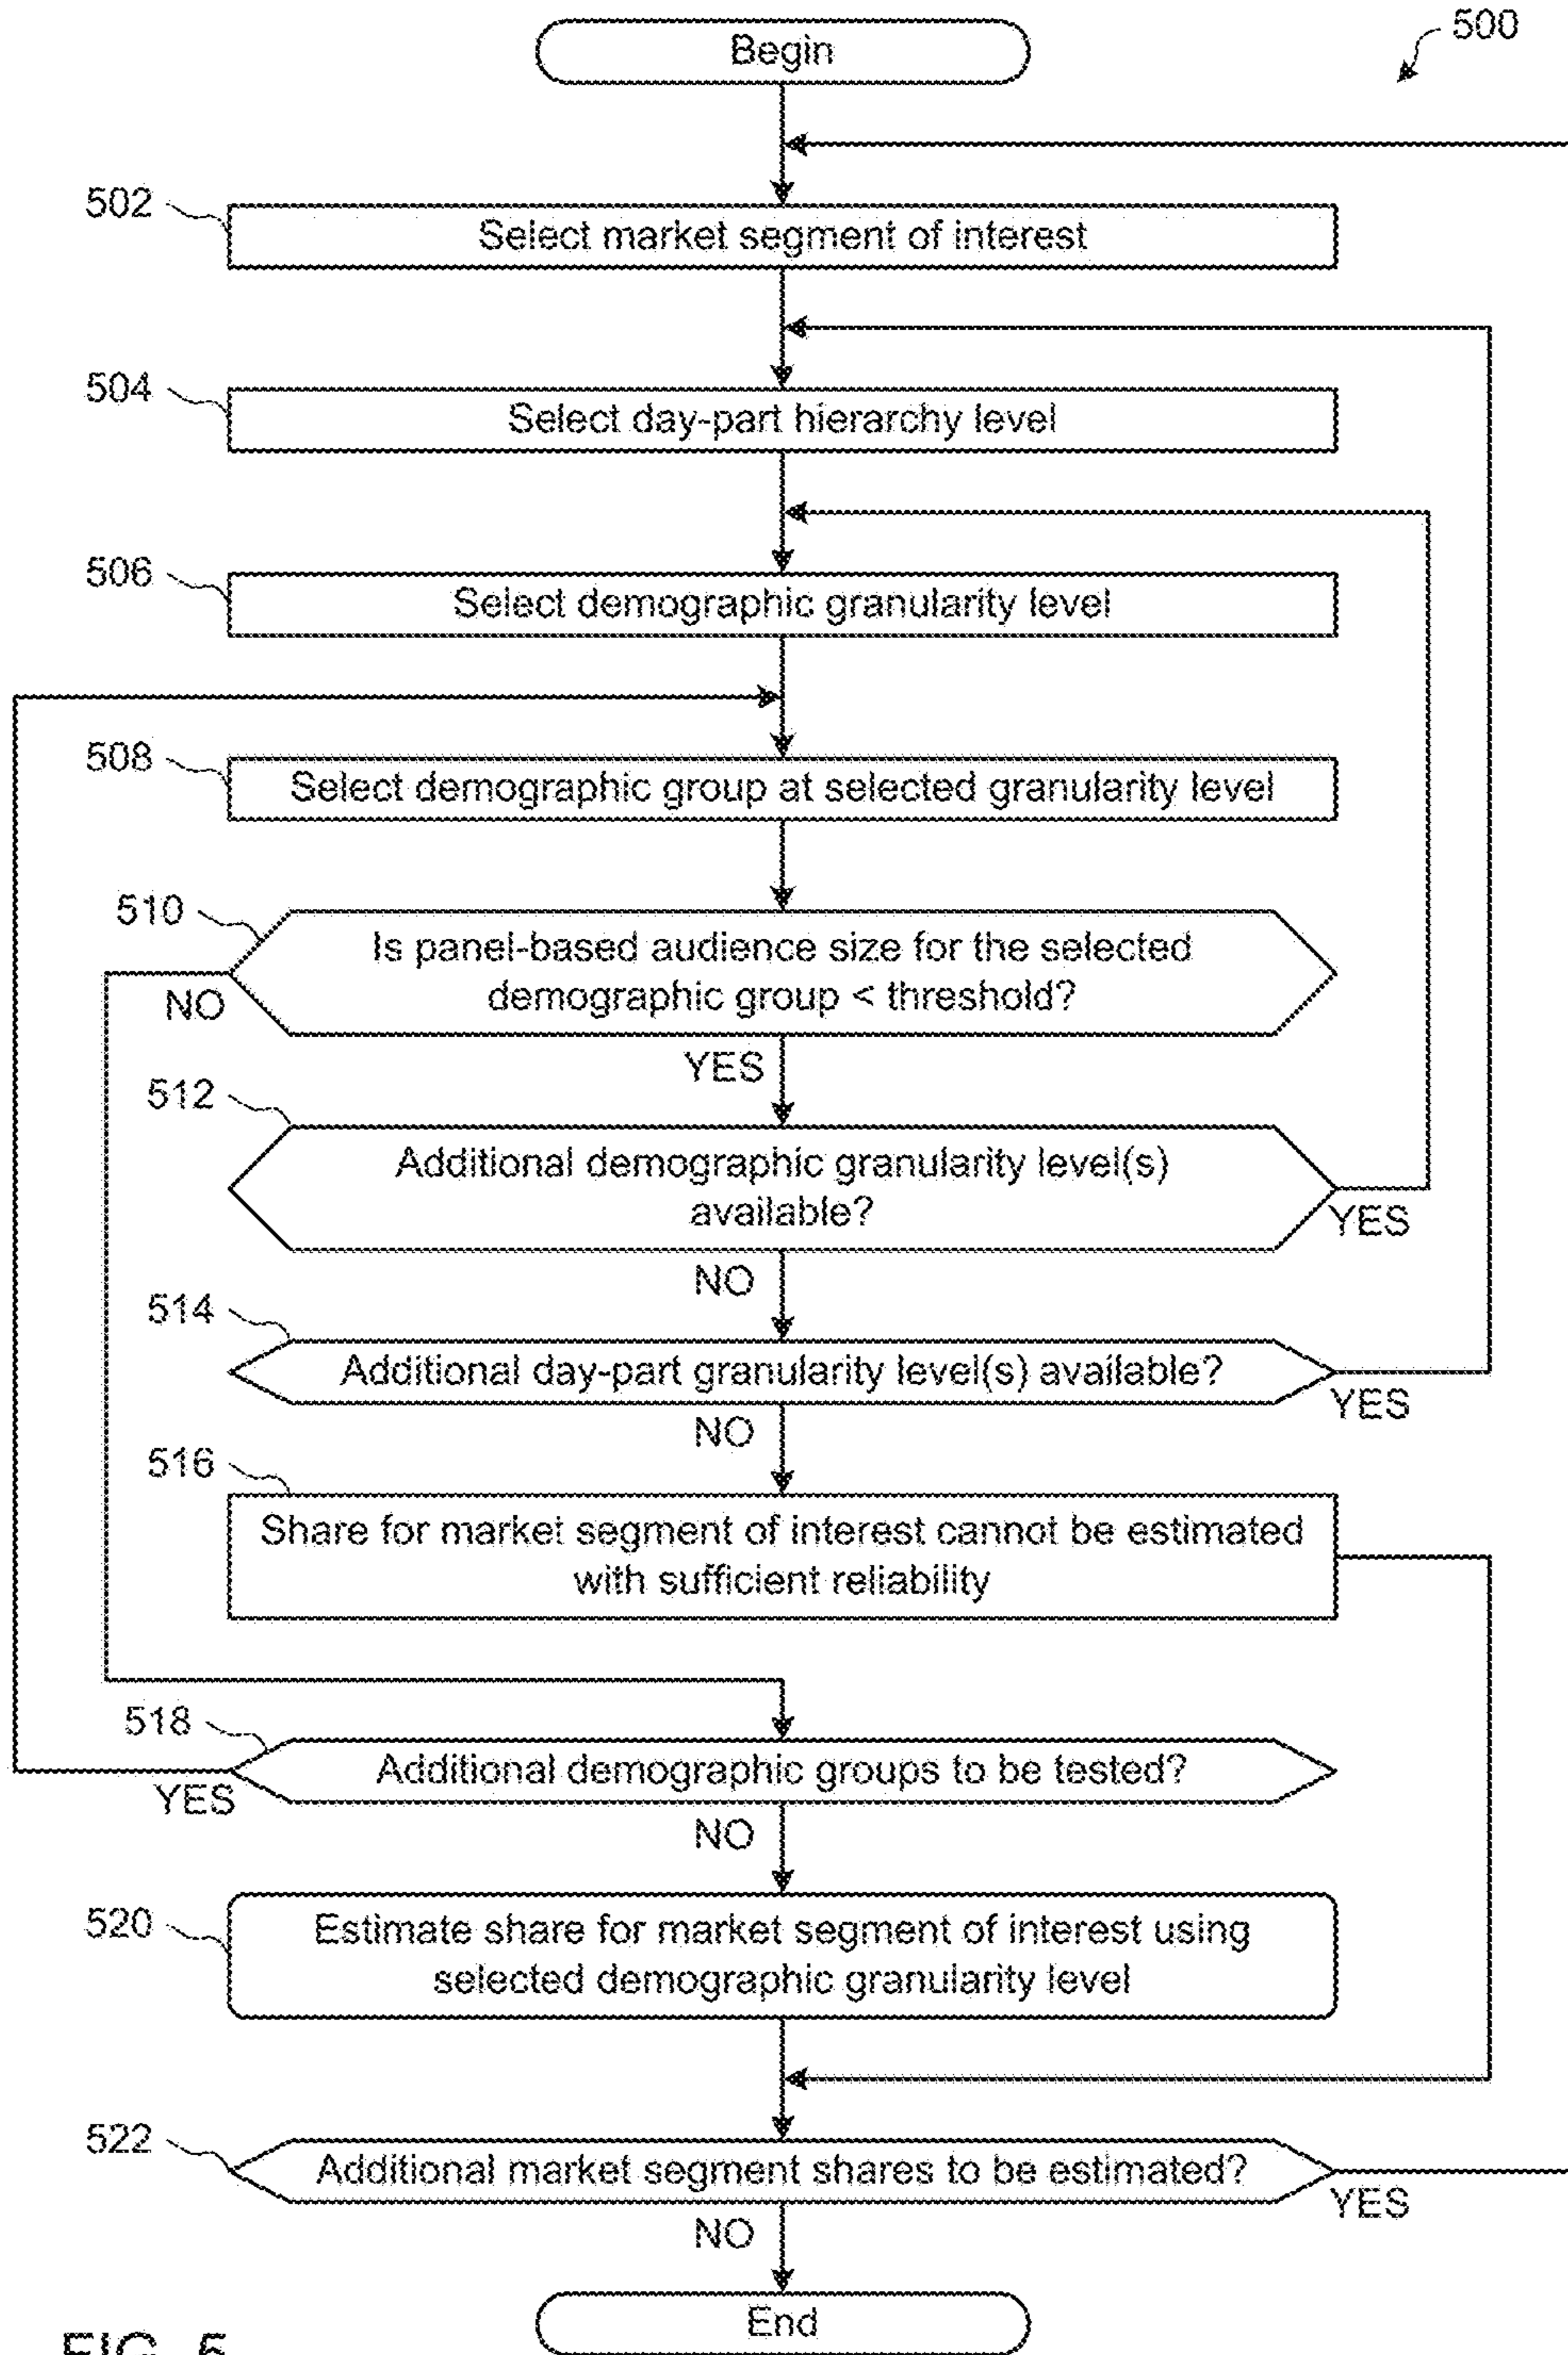 Begin
500
502
Select market segment of interest
504
Select day-part hierarchy level
506
Select demographic granularity level
508
Select demographic group at selected granularity level
510
Is panel-based audience size for the selected
demographic group < threshold?
NO
YES
512
Additional demographic granularity level(s)
available?
YES
NO
514
Additional day-part granularity level(s) available?
YES
NO
516
Share for market segment of interest cannot be estimated
with sufficient reliability
518
Additional demographic groups to be tested?
YES
NO
520
Estimate share for market segment of interest using
selected demographic granularity level
522
Additional market segment shares to be estimated?
YES
NO
End
FIG. 5